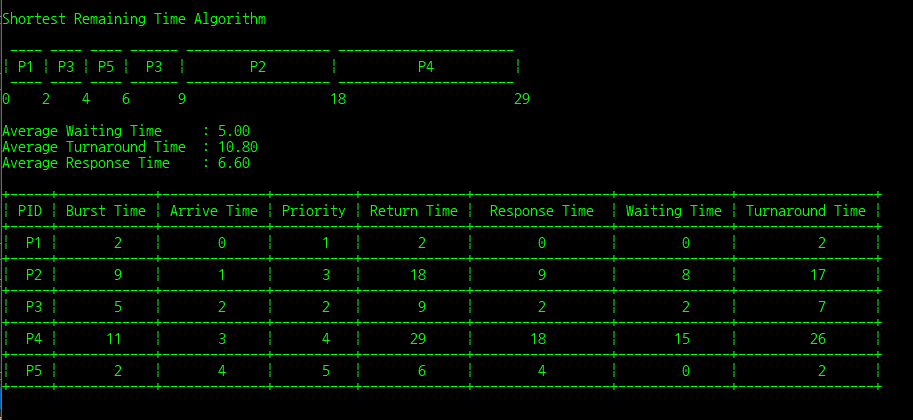 Shortest Remaining Time Algorithm
 ---- ---- ---- ------ ------------------ ----------------------
¦ P1 ¦ P3 ¦ P5 ¦  P3  ¦        P2        ¦          P4          ¦
 ---- ---- ---- ------ ------------------ ----------------------
0    2    4    6      9                  18                     29
Average Waiting Time     : 5.00
Average Turnaround Time  : 10.80
Average Response Time    : 6.60
+-----+------------+-------------+----------+-------------+-----------------+--------------+-----------------+
¦ PID ¦ Burst Time ¦ Arrive Time ¦ Priority ¦ Return Time ¦  Response Time  ¦ Waiting Time ¦ Turnaround Time ¦
+-----+------------+-------------+----------+-------------+-----------------+--------------+-----------------+
¦  P1 ¦       2    ¦       0     ¦     1    ¦       2     ¦        0        ¦       0      ¦         2       ¦
+-----+------------+-------------+----------+-------------+-----------------+--------------+-----------------+
¦  P2 ¦       9    ¦       1     ¦     3    ¦      18     ¦        9        ¦       8      ¦        17       ¦
+-----+------------+-------------+----------+-------------+-----------------+--------------+-----------------+
¦  P3 ¦       5    ¦       2     ¦     2    ¦       9     ¦        2        ¦       2      ¦         7       ¦
+-----+------------+-------------+----------+-------------+-----------------+--------------+-----------------+
¦  P4 ¦      11    ¦       3     ¦     4    ¦      29     ¦       18        ¦      15      ¦        26       ¦
+-----+------------+-------------+----------+-------------+-----------------+--------------+-----------------+
¦  P5 ¦       2    ¦       4     ¦     5    ¦       6     ¦        4        ¦       0      ¦         2       ¦
+-----+------------+-------------+----------+-------------+-----------------+--------------+-----------------+